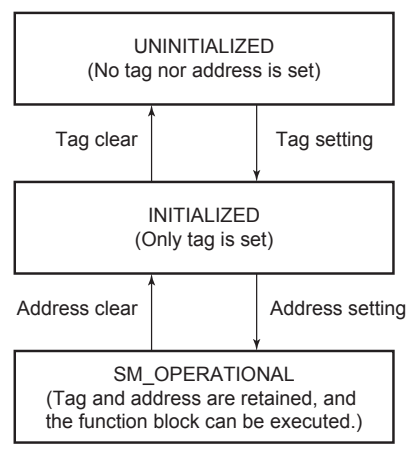 UNINITIALIZED
(No tag nor address is set)
Tag clear
Tag setting
INITIALIZED
(Only tag is set)
Address clear
Address setting
SM_OPERATIONAL
(Tag and address are retained, and
the function block can be executed.)